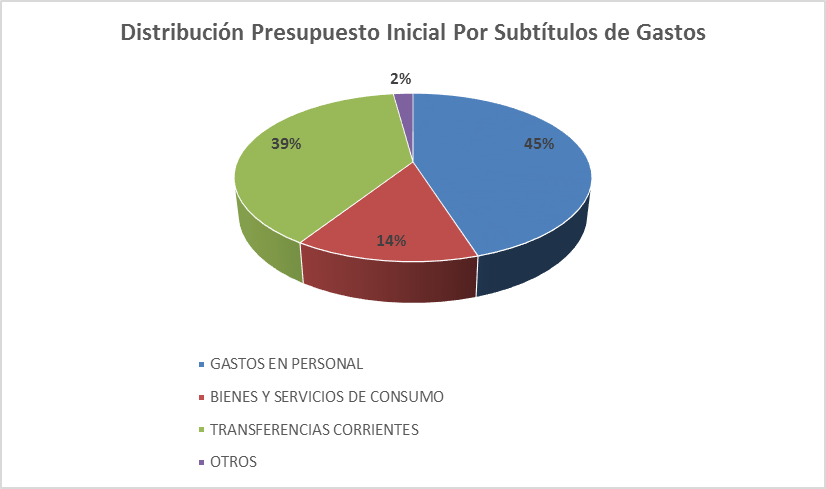 Distribución Presupuesto Inicial Por Subtítulos de Gastos
2%
39%
45%
14%
GASTOS EN PERSONAL
BIENES Y SERVICIOS DE CONSUMO
TRANSFERENCIAS CORRIENTES
OTROS